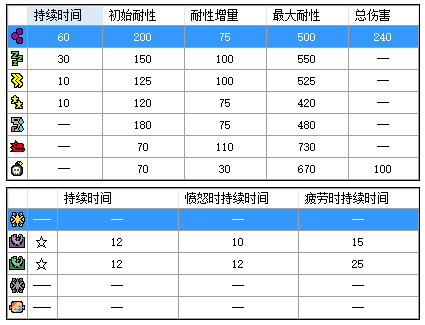 持续时间 初始耐性 耐性增量 最大耐性 总伤害
60 200 75 500 240
30 150 100 550 —
10 125 100 525 —
10 120 75 420 —
— 180 75 480 —
— 70 110 730 —
— 70 30 670 100
持续时间 愤怒时持续时间 疲劳时持续时间
— — — —
☆ 12 10 15
☆ 12 12 25
— — — —
— — — —